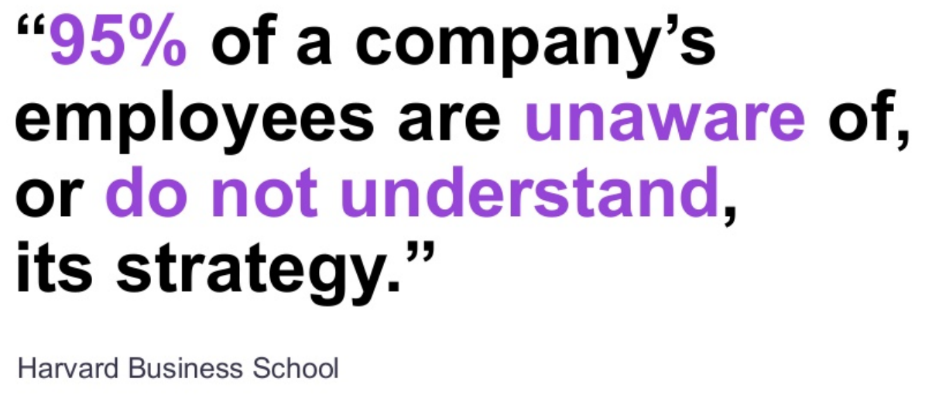 “95% of a company’s
employees are unaware of,
or do not understand,
its strategy.”
Harvard Business School